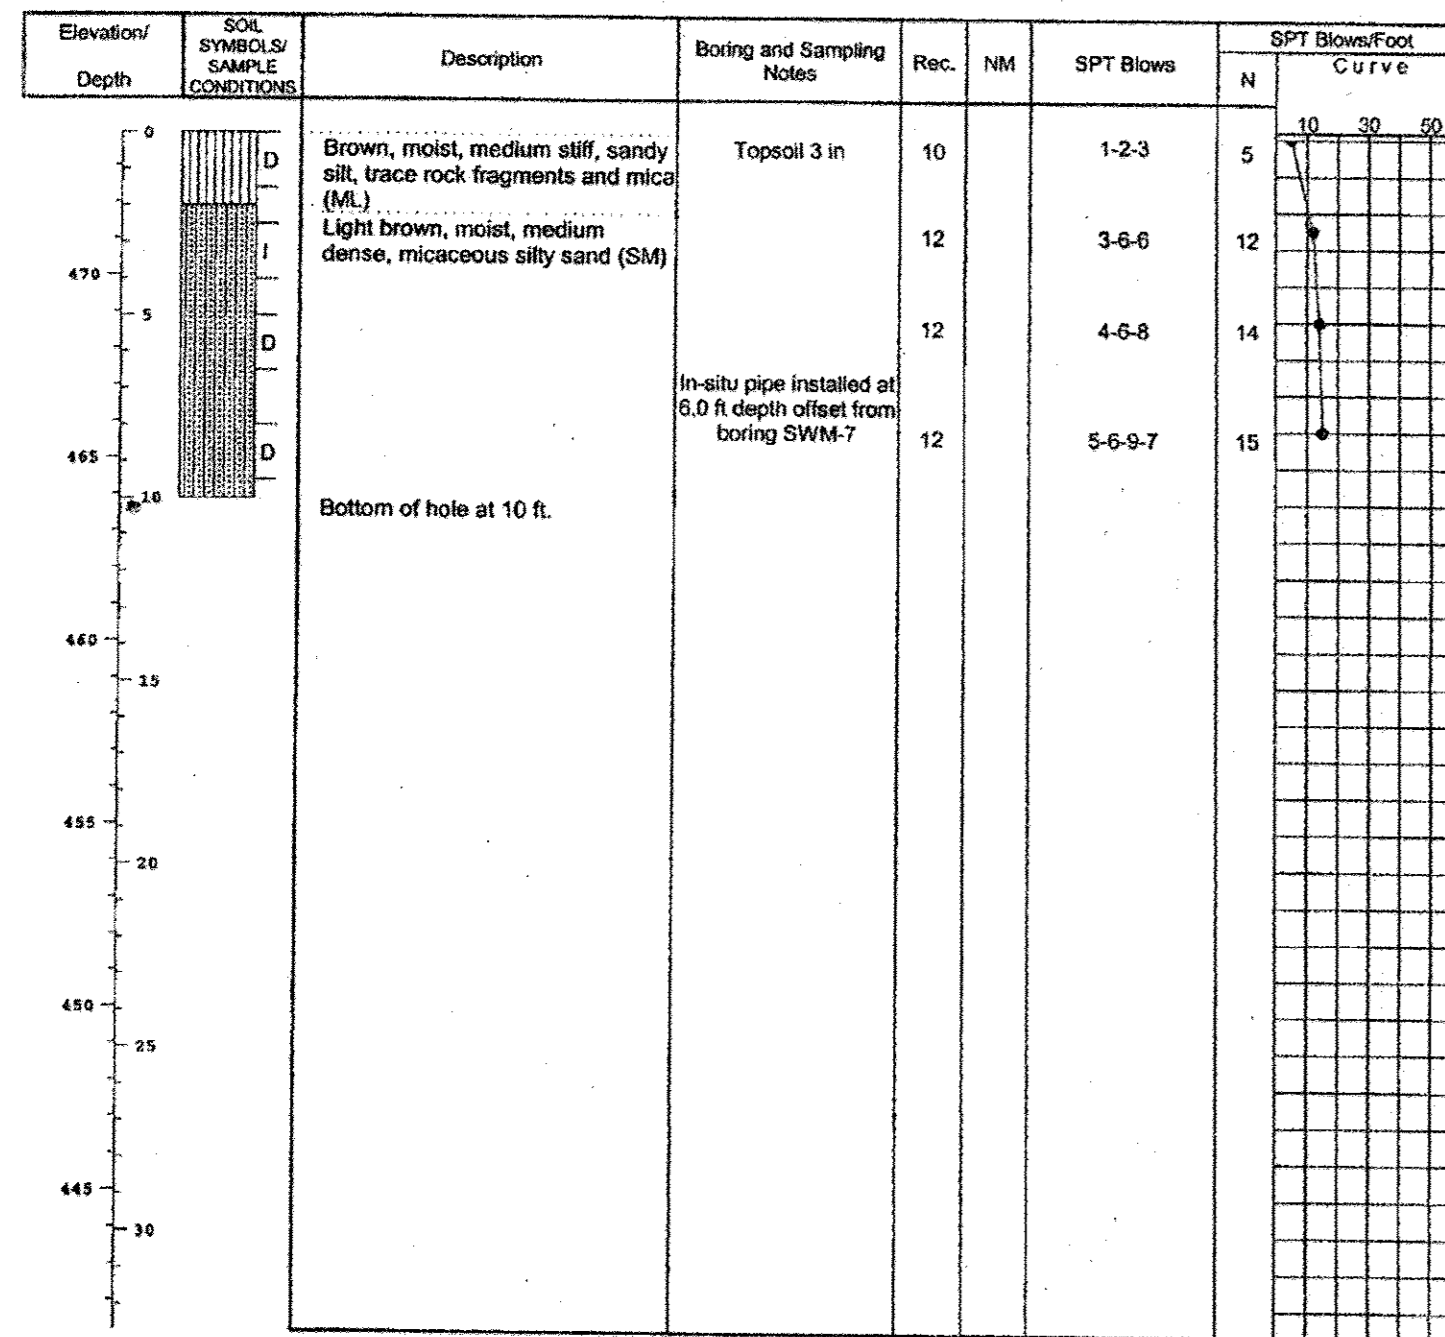 Elevation/
Depth
SOIL
SYMBOLS/
SAMPLE
CONDITIONS
Description
Boring and Sampling
Notes
Rec.
NM
SPT Blows
SPT Blows/Foot
N
Curve
10 30 50
0
5
10
15
20
25
30
470
465
460
455
450
445
D
I
D
D
Brown, moist, medium stiff, sandy
silt, trace rock fragments and mica
(ML)
Light brown, moist, medium
dense, micaceous silty sand (SM)
Bottom of hole at 10 ft.
Topsoil 3 in
In-situ pipe installed at
6.0 ft depth offset from
boring SWM-7
10
12
12
12
1-2-3
3-6-6
4-6-8
5-6-9-7
5
12
14
15